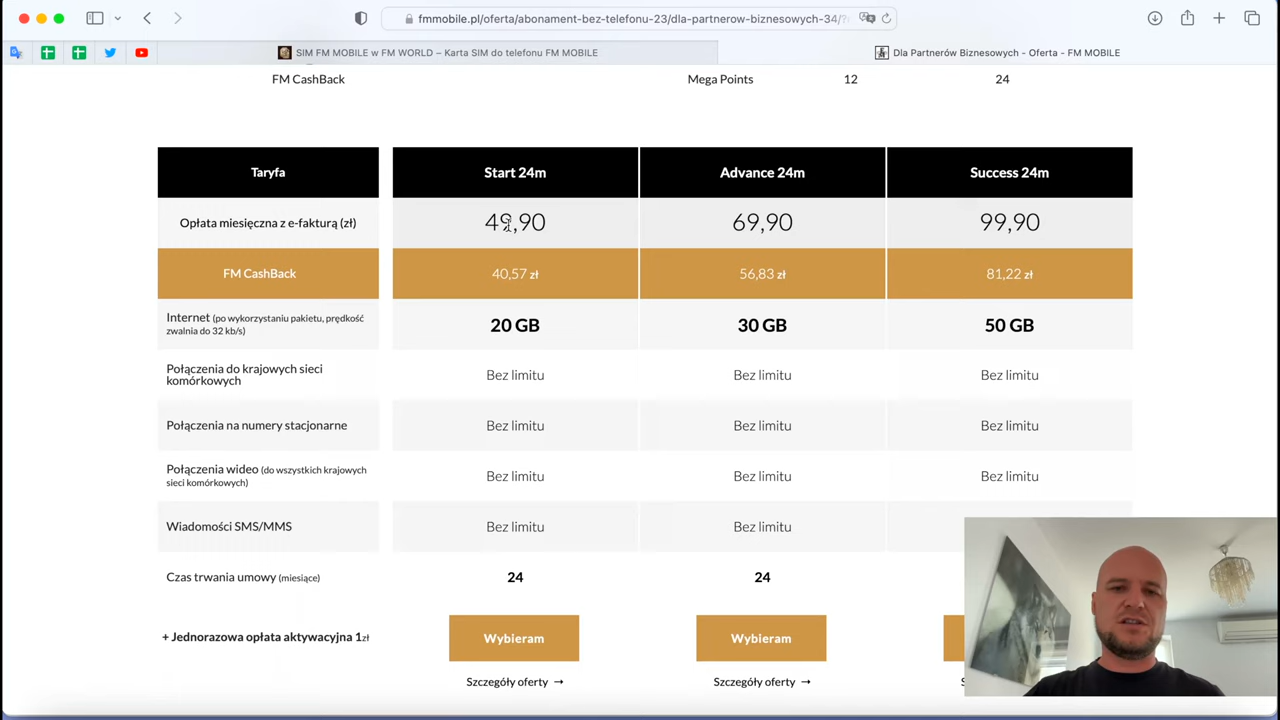 fmmobile.pl/oferta/abonament-bez-telefonu-23/dla-partnerow-biznesowych-34/?
SIM FM MOBILE w FM WORLD – Karta SIM do telefonu FM MOBILE
Dla Partnerów Biznesowych - Oferta - FM MOBILE
FM CashBack Mega Points 12 24
Taryfa Start 24m Advance 24m Success 24m
Opłata miesięczna z e-fakturą (zł) 49,90 69,90 99,90
FM CashBack 40,57 zł 56,83 zł 81,22 zł
Internet (po wykorzystaniu pakietu, prędkość
zwalnia do 32 kb/s) 20 GB 30 GB 50 GB
Połączenia do krajowych sieci
komórkowych Bez limitu Bez limitu Bez limitu
Połączenia na numery stacjonarne Bez limitu Bez limitu Bez limitu
Połączenia wideo (do wszystkich krajowych
sieci komórkowych) Bez limitu Bez limitu Bez limitu
Wiadomości SMS/MMS Bez limitu Bez limitu
Czas trwania umowy (miesiące) 24 24
+ Jednorazowa opłata aktywacyjna 1zł Wybieram Wybieram
Szczegóły oferty → Szczegóły oferty →